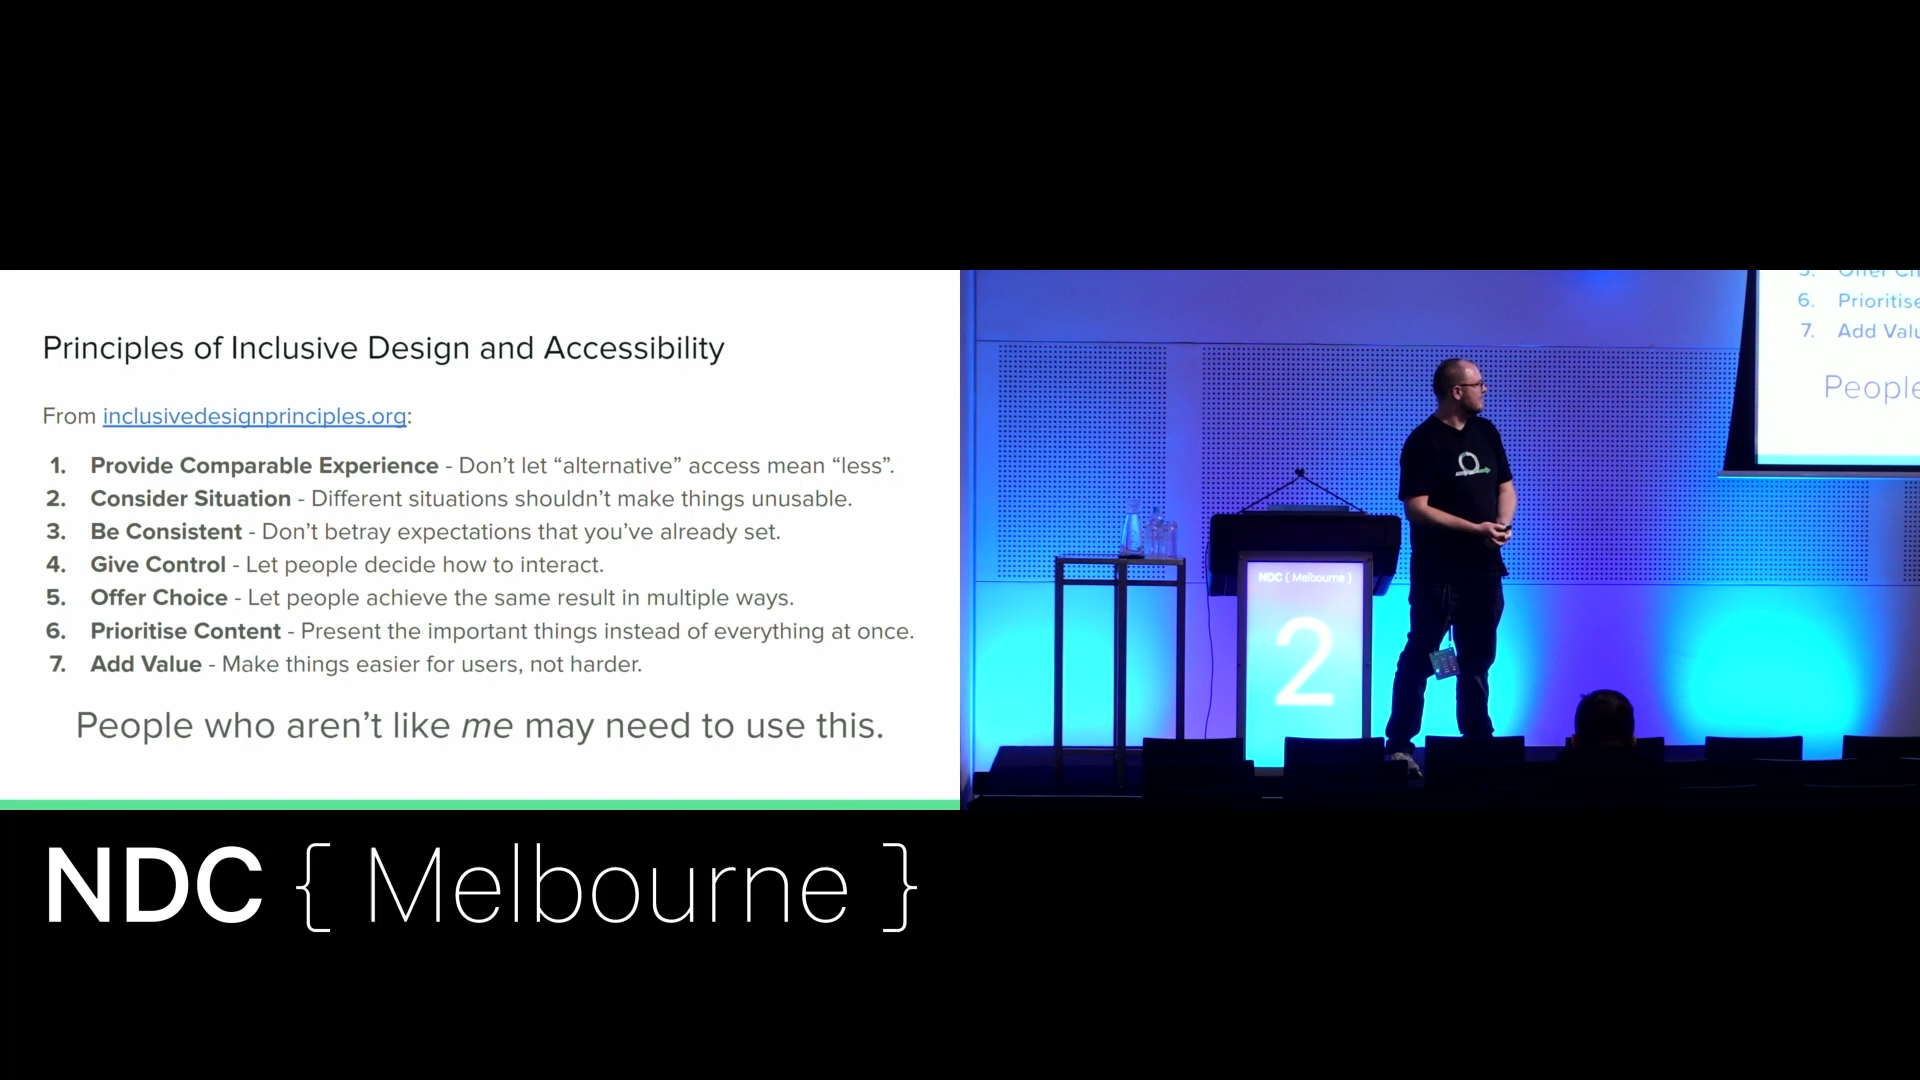 Principles of Inclusive Design and Accessibility
From inclusivedesignprinciples.org:
1. Provide Comparable Experience - Don’t let “alternative” access mean “less”.
2. Consider Situation - Different situations shouldn’t make things unusable.
3. Be Consistent - Don’t betray expectations that you’ve already set.
4. Give Control - Let people decide how to interact.
5. Offer Choice - Let people achieve the same result in multiple ways.
6. Prioritise Content - Present the important things instead of everything at once.
7. Add Value - Make things easier for users, not harder.
People who aren’t like me may need to use this.
6. Prioritise
7. Add
People
NDC { Melbourne }
2
NDC { Melbourne }